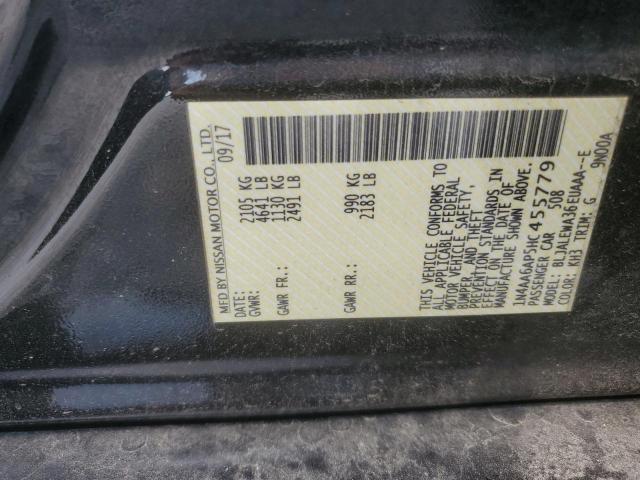 MFD BY NISSAN MOTOR CO., LTD.
DATE: 09/17
GVWR: 2105 KG
4641 LB
GAWR FR.: 1130 KG
2491 LB
GAWR RR.: 990 KG
2183 LB
THIS VEHICLE CONFORMS TO
ALL APPLICABLE FEDERAL
MOTOR VEHICLE SAFETY,
BUMPER, AND THEFT
PREVENTION STANDARDS IN
EFFECT ON THE DATE OF
MANUFACTURE SHOWN ABOVE.
1N4AA6AP5HC455779
PASSENGER CAR 508
MODEL: BLJALEWA36EUAAA--E
COLOR: KH3 TRIM: G 9N00A